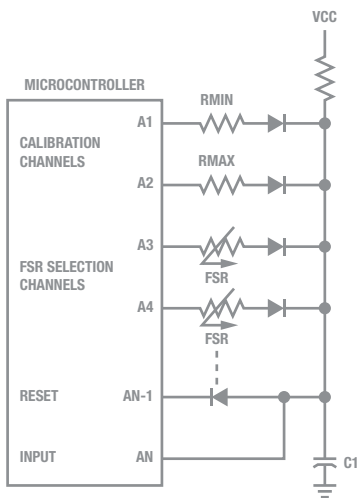 VCC
MICROCONTROLLER
RMIN
A1
CALIBRATION
CHANNELS
RMAX
A2
A3
FSR SELECTION
CHANNELS
FSR
A4
FSR
RESET
AN-1
INPUT
AN
C1